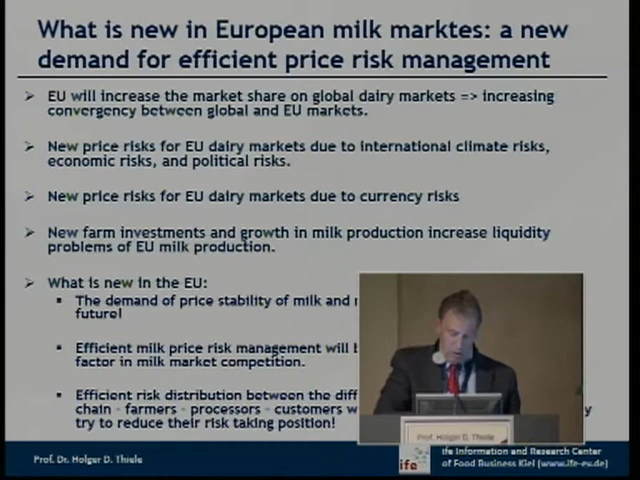 What is new in European milk marktes: a new
demand for efficient price risk management
EU will increase the market share on global dairy markets => increasing
convergency between global and EU markets.
New price risks for EU dairy markets due to international climate risks,
economic risks, and political risks.
New price risks for EU dairy markets due to currency risks
New farm investments and growth in milk production increase liquidity
problems of EU milk production.
What is new in the EU:
The demand of price stability of milk and
future!
Efficient milk price risk management will
factor in milk market competition.
Efficient risk distribution between the
chain - farmers - processors - customers
try to reduce their risk taking position!
Prof. Holger D. Thiele
Prof. Dr. Holger D. Thiele
ife
ife Information and Research Center
of Food Business Kiel (www.ife-eu.de)